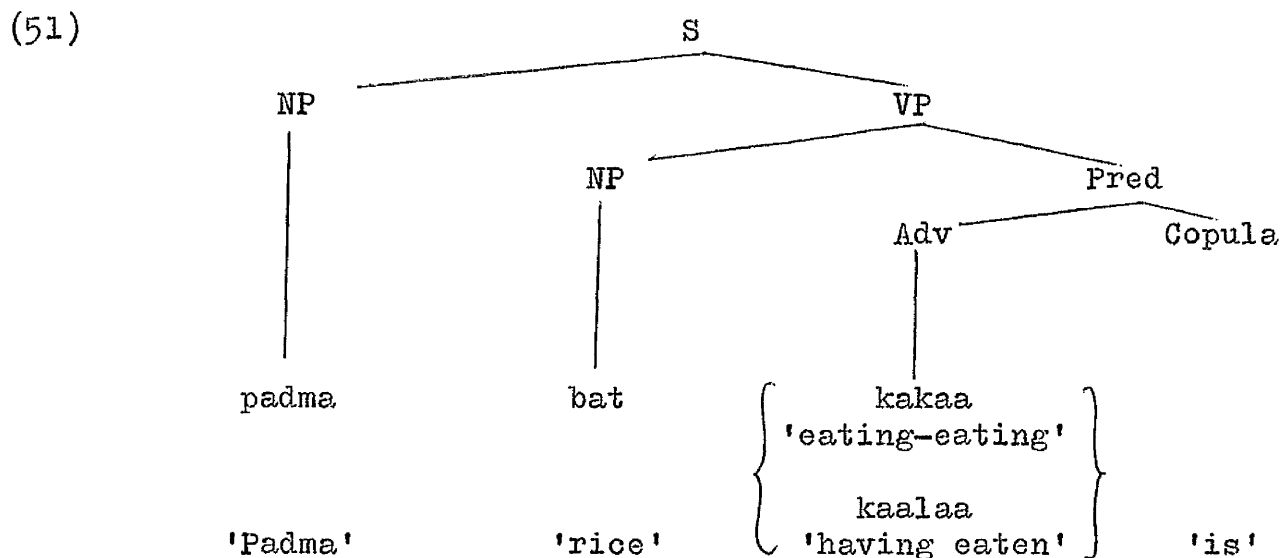 (51) S
NP VP
NP Pred
Adv Copula
padma bat kakaa
'eating-eating'
kaalaa
'Padma' 'rice' 'having eaten' 'is'